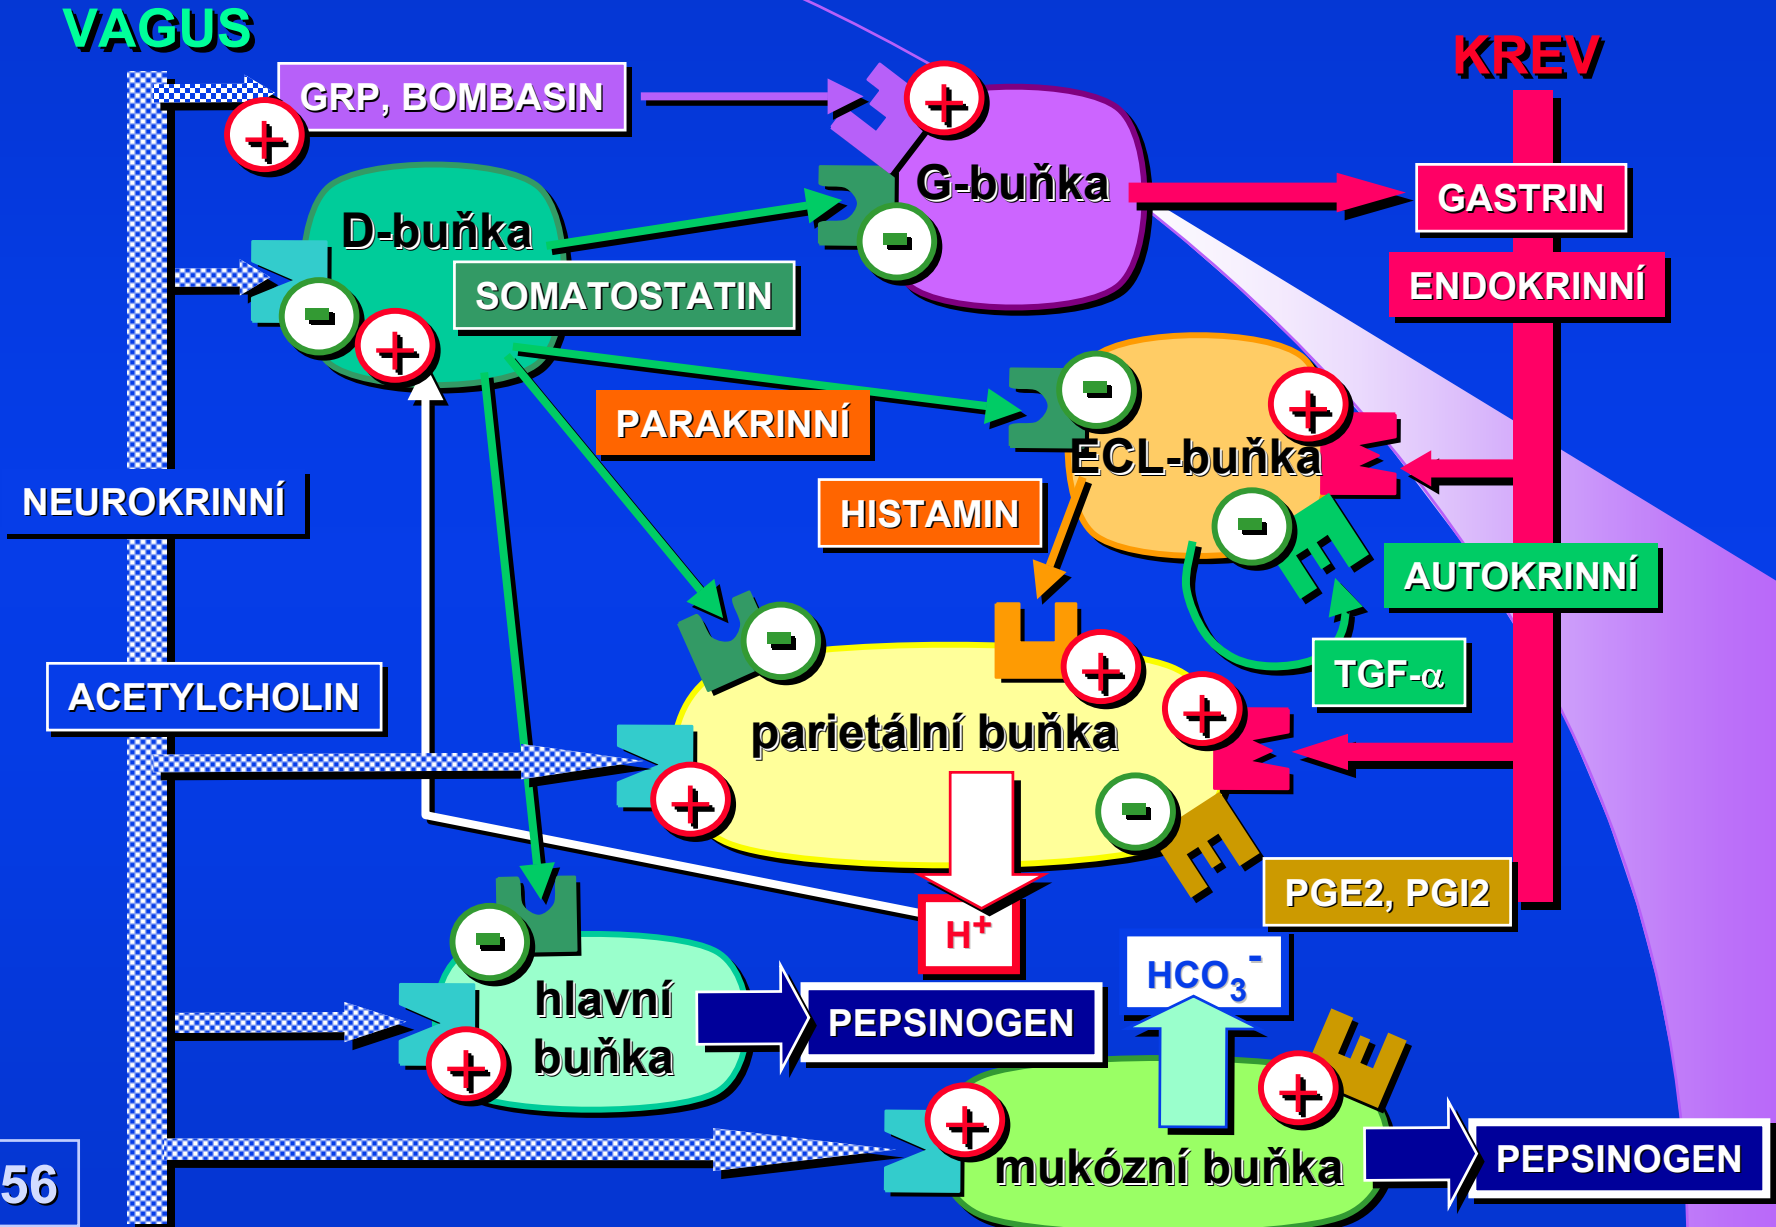 VAGUS
KREV
GRP, BOMBASIN
+
+
G-buňka
GASTRIN
D-buňka
-
ENDOKRINNÍ
SOMATOSTATIN
-
+
-
+
PARAKRINNÍ
ECL-buňka
NEUROKRINNÍ
HISTAMIN
-
AUTOKRINNÍ
-
+
TGF-α
ACETYLCHOLIN
+
parietální buňka
+
-
PGE2, PGI2
H⁺
-
HCO₃⁻
hlavní
buňka
PEPSINOGEN
+
+
+
mukózní buňka
PEPSINOGEN
56